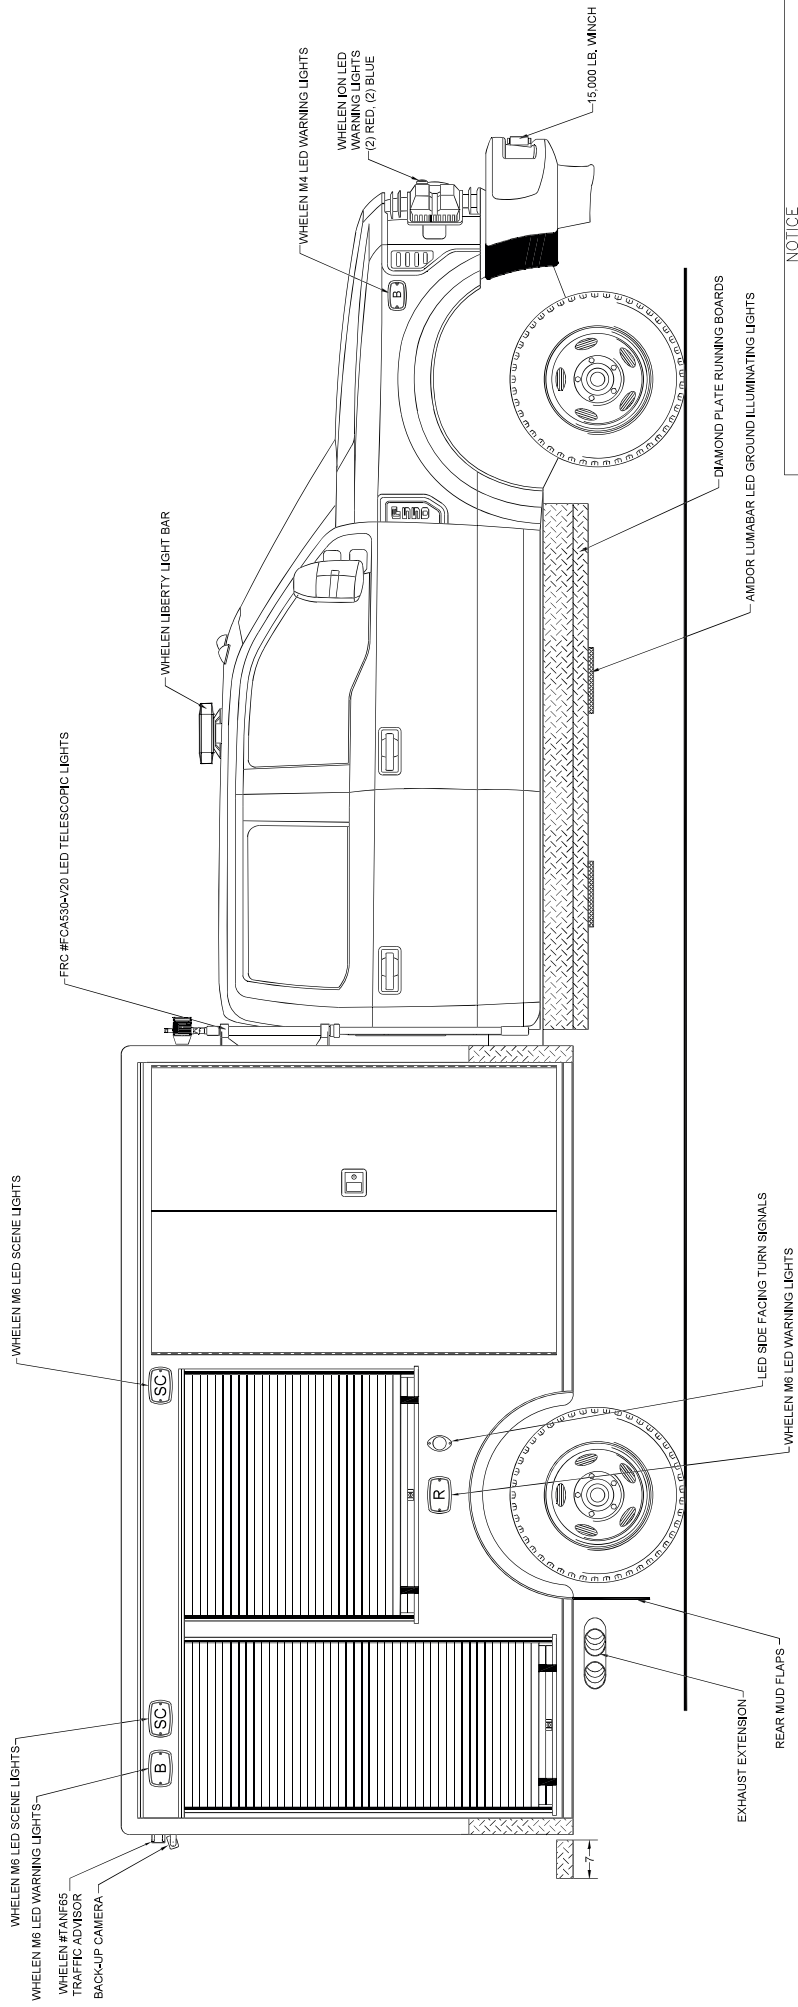 WHELEN M6 LED SCENE LIGHTS
WHELEN M6 LED WARNING LIGHTS
WHELEN #TANF65
TRAFFIC ADVISOR
BACK-UP CAMERA
WHELEN M6 LED SCENE LIGHTS
FRC #FCA530-V20 LED TELESCOPIC LIGHTS
WHELEN LIBERTY LIGHT BAR
WHELEN M4 LED WARNING LIGHTS
WHELEN ION LED
WARNING LIGHTS
(2) RED, (2) BLUE
15,000 LB. WINCH
B
SC
SC
R
B
7
EXHAUST EXTENSION
REAR MUD FLAPS
LED SIDE FACING TURN SIGNALS
WHELEN M6 LED WARNING LIGHTS
DIAMOND PLATE RUNNING BOARDS
AMDOR LUMABAR LED GROUND ILLUMINATING LIGHTS
NOTICE